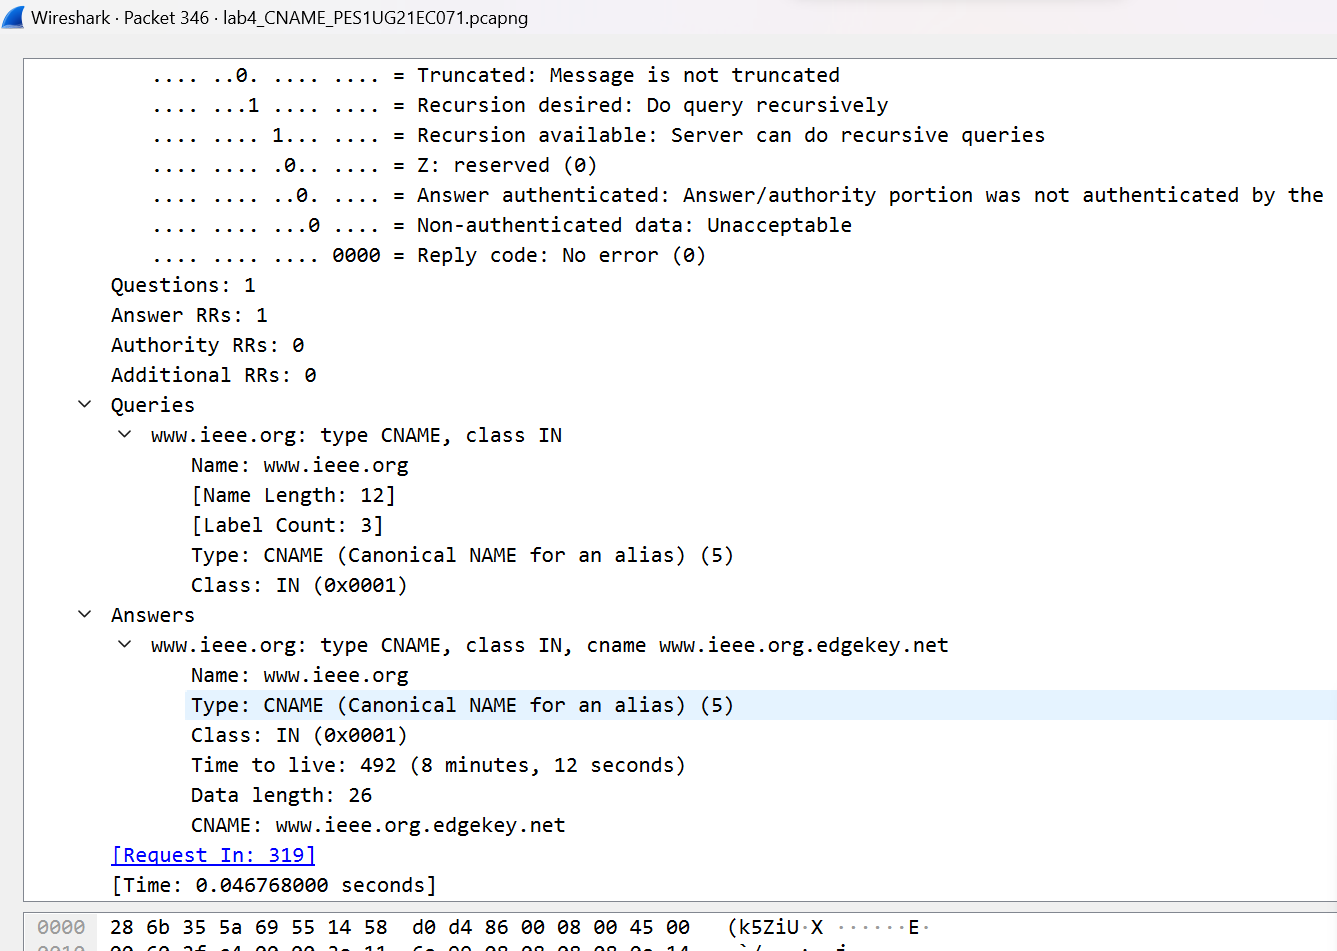 Wireshark · Packet 346 · lab4_CNAME_PES1UG21EC071.pcapng
.... ..0. .... .... = Truncated: Message is not truncated
.... ...1 .... .... = Recursion desired: Do query recursively
.... .... 1... .... = Recursion available: Server can do recursive queries
.... .... .0.. .... = Z: reserved (0)
.... .... ..0. .... = Answer authenticated: Answer/authority portion was not authenticated by the
.... .... ...0 .... = Non-authenticated data: Unacceptable
.... .... .... 0000 = Reply code: No error (0)
Questions: 1
Answer RRs: 1
Authority RRs: 0
Additional RRs: 0
Queries
www.ieee.org: type CNAME, class IN
Name: www.ieee.org
[Name Length: 12]
[Label Count: 3]
Type: CNAME (Canonical NAME for an alias) (5)
Class: IN (0x0001)
Answers
www.ieee.org: type CNAME, class IN, cname www.ieee.org.edgekey.net
Name: www.ieee.org
Type: CNAME (Canonical NAME for an alias) (5)
Class: IN (0x0001)
Time to live: 492 (8 minutes, 12 seconds)
Data length: 26
CNAME: www.ieee.org.edgekey.net
[Request In: 319]
[Time: 0.046768000 seconds]
0000 28 6b 35 5a 69 55 14 58 d0 d4 86 00 08 00 45 00 (k5ZiU·X ······E·